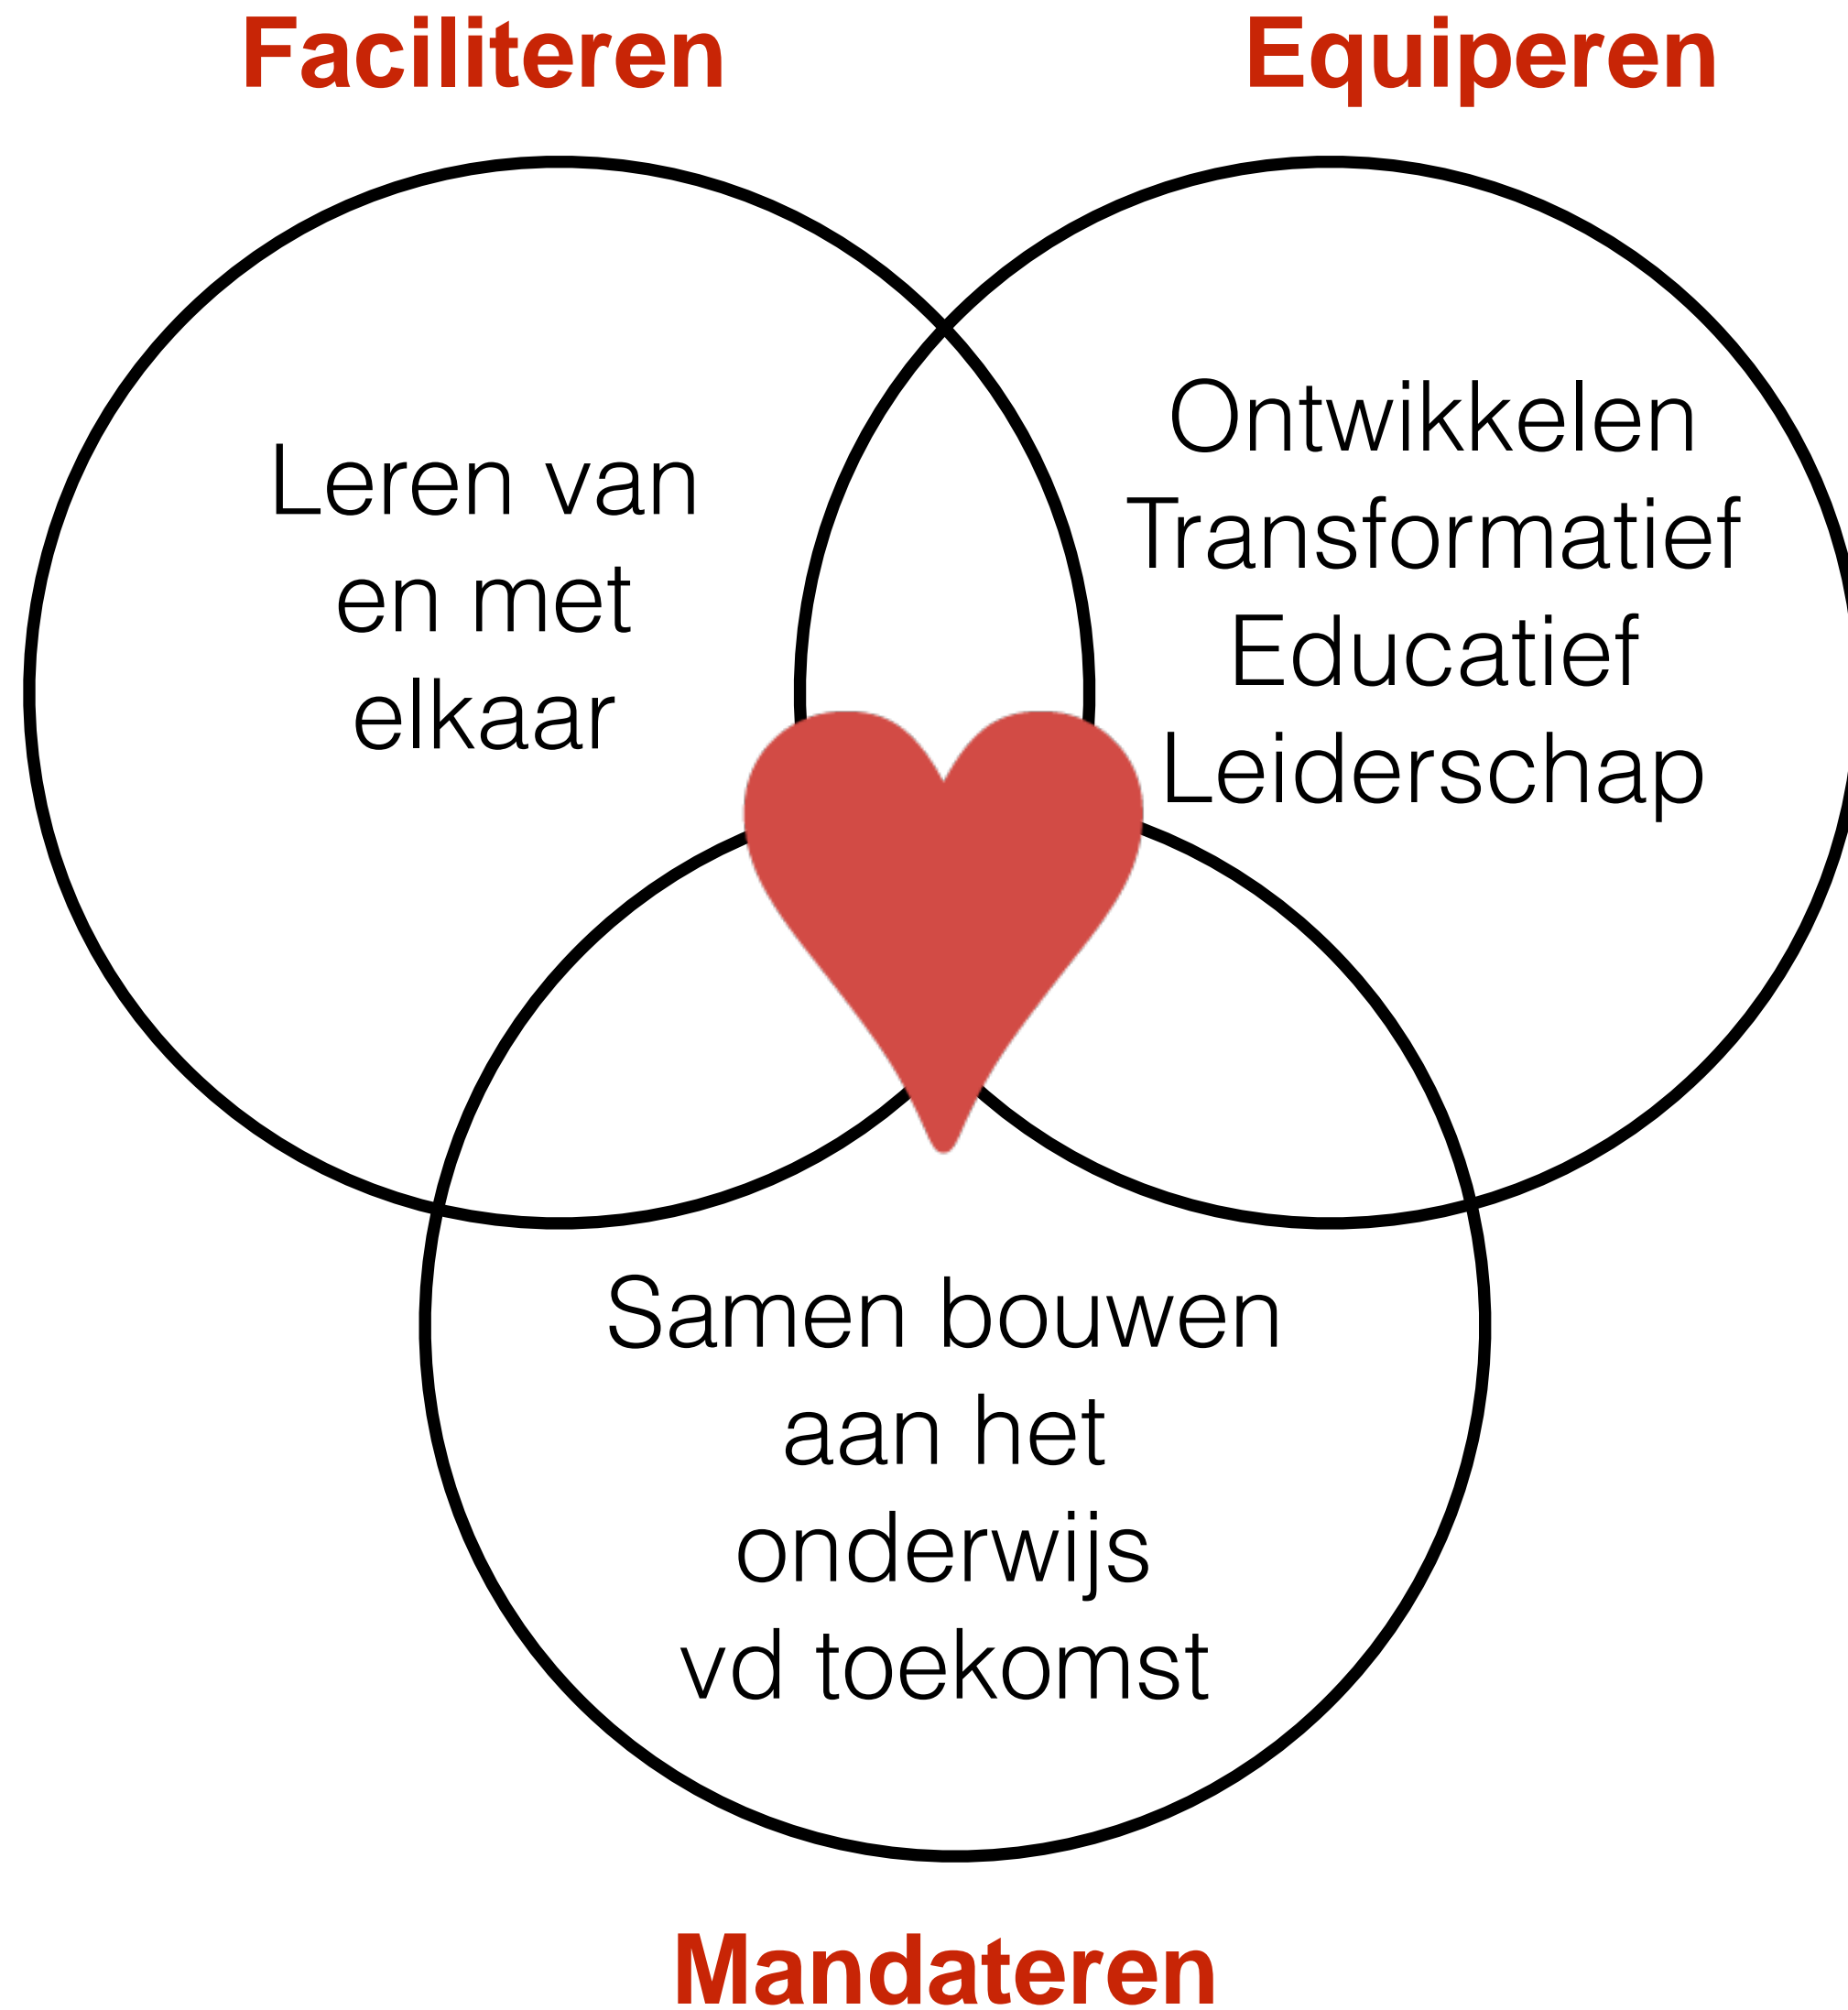 Faciliteren
Equiperen
Leren van
en met
elkaar
Ontwikkelen
Transformatief
Educatief
Leiderschap
Samen bouwen
aan het
onderwijs
vd toekomst
Mandateren